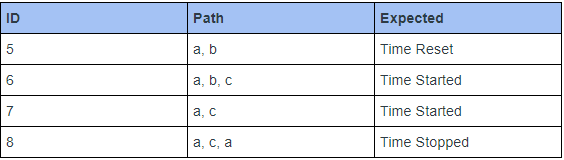 ID Path Expected
5 a, b Time Reset
6 a, b, c Time Started
7 a, c Time Started
8 a, c, a Time Stopped